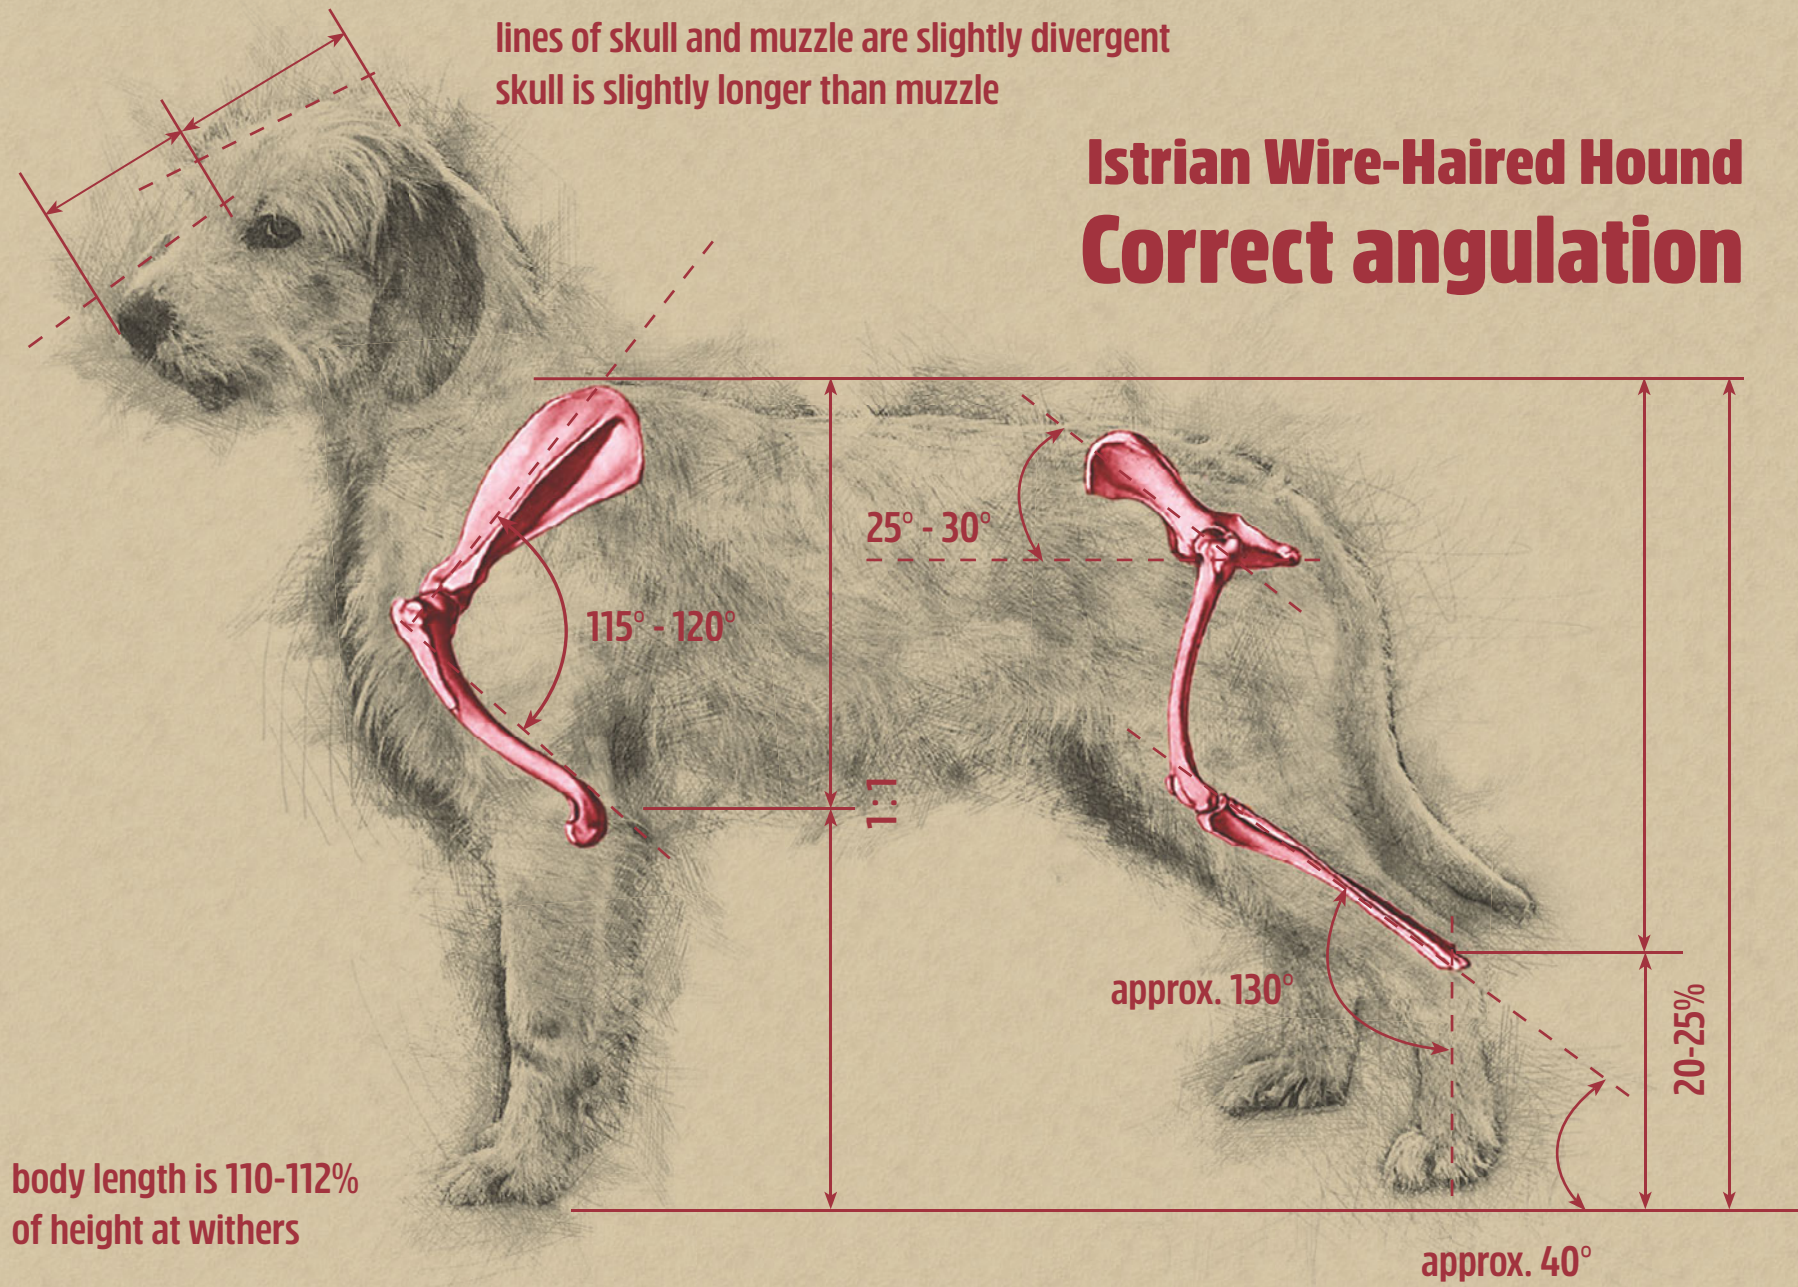 lines of skull and muzzle are slightly divergent
skull is slightly longer than muzzle
Istrian Wire-Haired Hound
Correct angulation
25° - 30°
115° - 120°
1:1
approx. 130°
20-25%
body length is 110-112%
of height at withers
approx. 40°